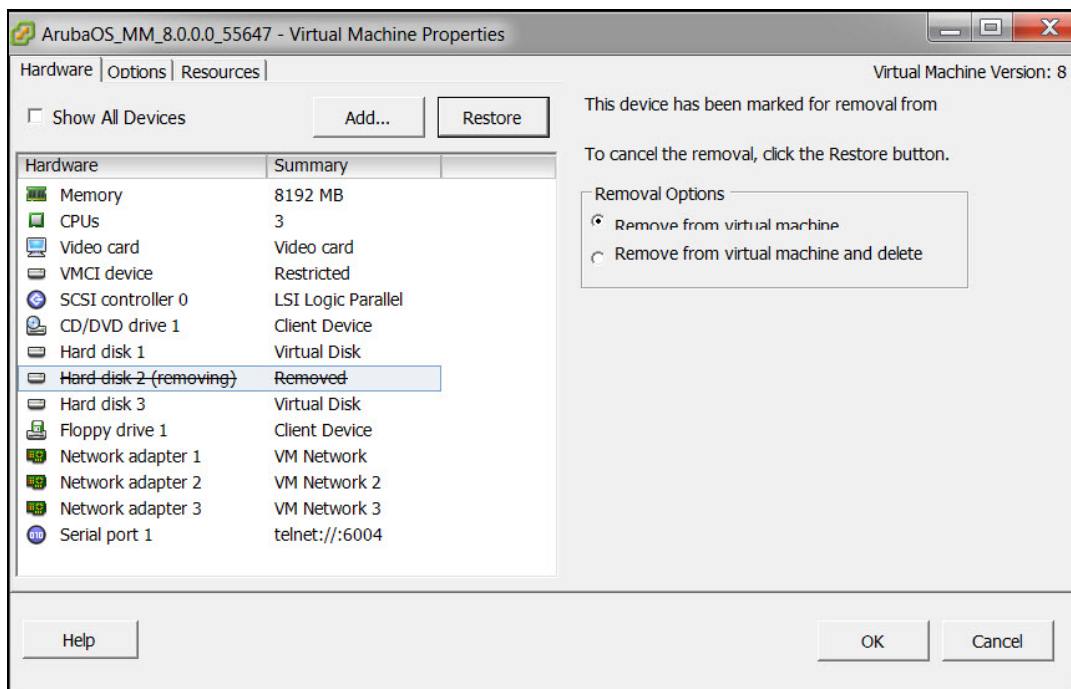 ArubaOS_MM_8.0.0.0_55647 - Virtual Machine Properties
Hardware Options Resources
Virtual Machine Version: 8
Show All Devices
Add...
Restore
Hardware Summary
Memory 8192 MB
CPUs 3
Video card Video card
VMCI device Restricted
SCSI controller 0 LSI Logic Parallel
CD/DVD drive 1 Client Device
Hard disk 1 Virtual Disk
Hard disk 2 (removing) Removed
Hard disk 3 Virtual Disk
Floppy drive 1 Client Device
Network adapter 1 VM Network
Network adapter 2 VM Network 2
Network adapter 3 VM Network 3
Serial port 1 telnet://:6004
This device has been marked for removal from
To cancel the removal, click the Restore button.
Removal Options
Remove from virtual machine
Remove from virtual machine and delete
Help
OK
Cancel